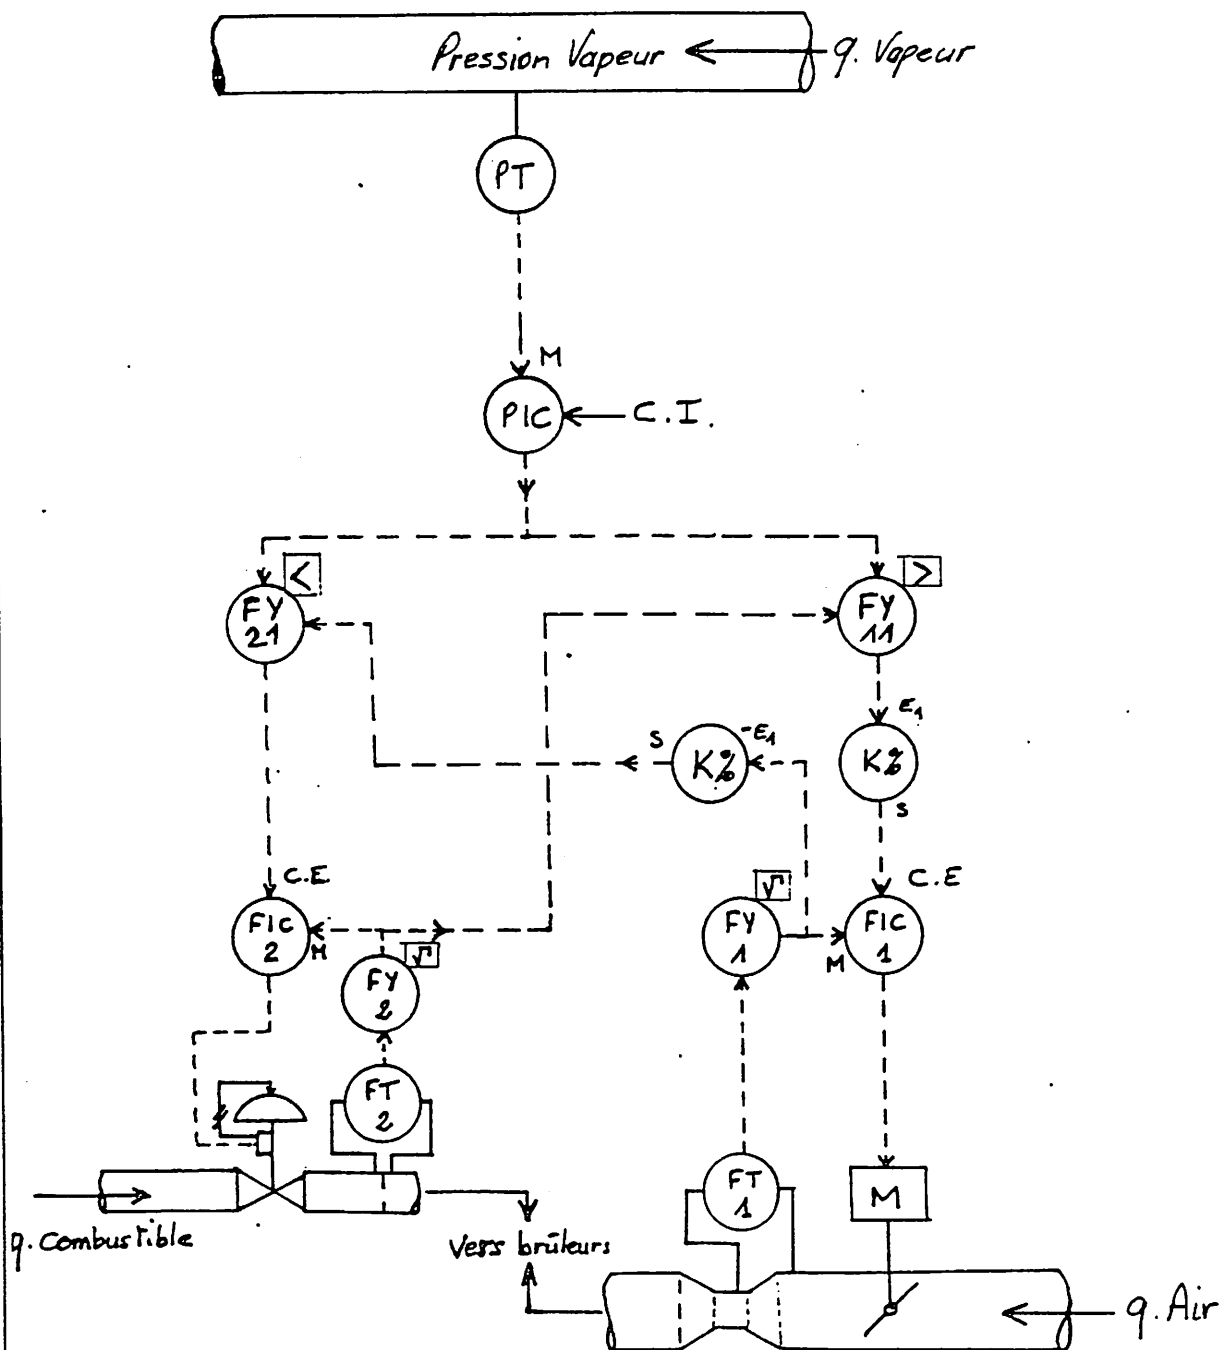 Pression Vapeur
q. Vapeur
PT
M
PIC
C.I.
<
>
FY
21
FY
11
E1
S
-E1
K%
K%
S
C.E.
C.E
√
FIC
2
M
√
FY
1
M
FIC
1
FY
2
FT
2
FT
1
M
q. Combustible
Vers brûleurs
q. Air